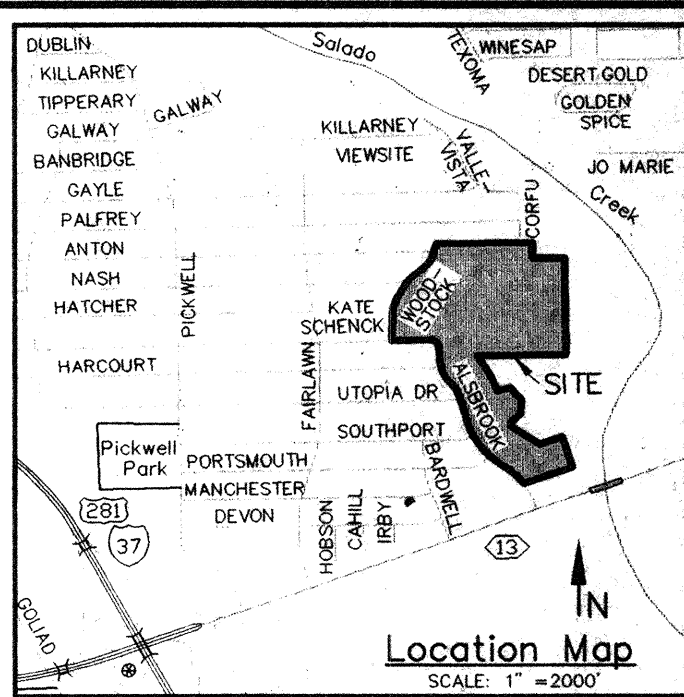 DUBLIN
KILLARNEY
TIPPERARY
GALWAY
BANBRIDGE
GAYLE
PALFREY
ANTON
NASH
HATCHER
HARCOURT
GALWAY
PICKWELL
Salado
TEXOMA
WINESAP
DESERT GOLD
GOLDEN
SPICE
JO MARIE
Creek
KILLARNEY
VIEWSITE
VALLE-
VISTA
CORFU
WOOD-
STOCK
KATE
SCHENCK
FAIRLAWN
UTOPIA DR
SOUTHPORT
ALSBROOK
SITE
BARDWELL
Pickwell
Park
PORTSMOUTH
MANCHESTER
DEVON
HOBSON
CAHILL
IRBY
281
37
13
GOLIAD
N
Location Map
SCALE: 1" =2000'